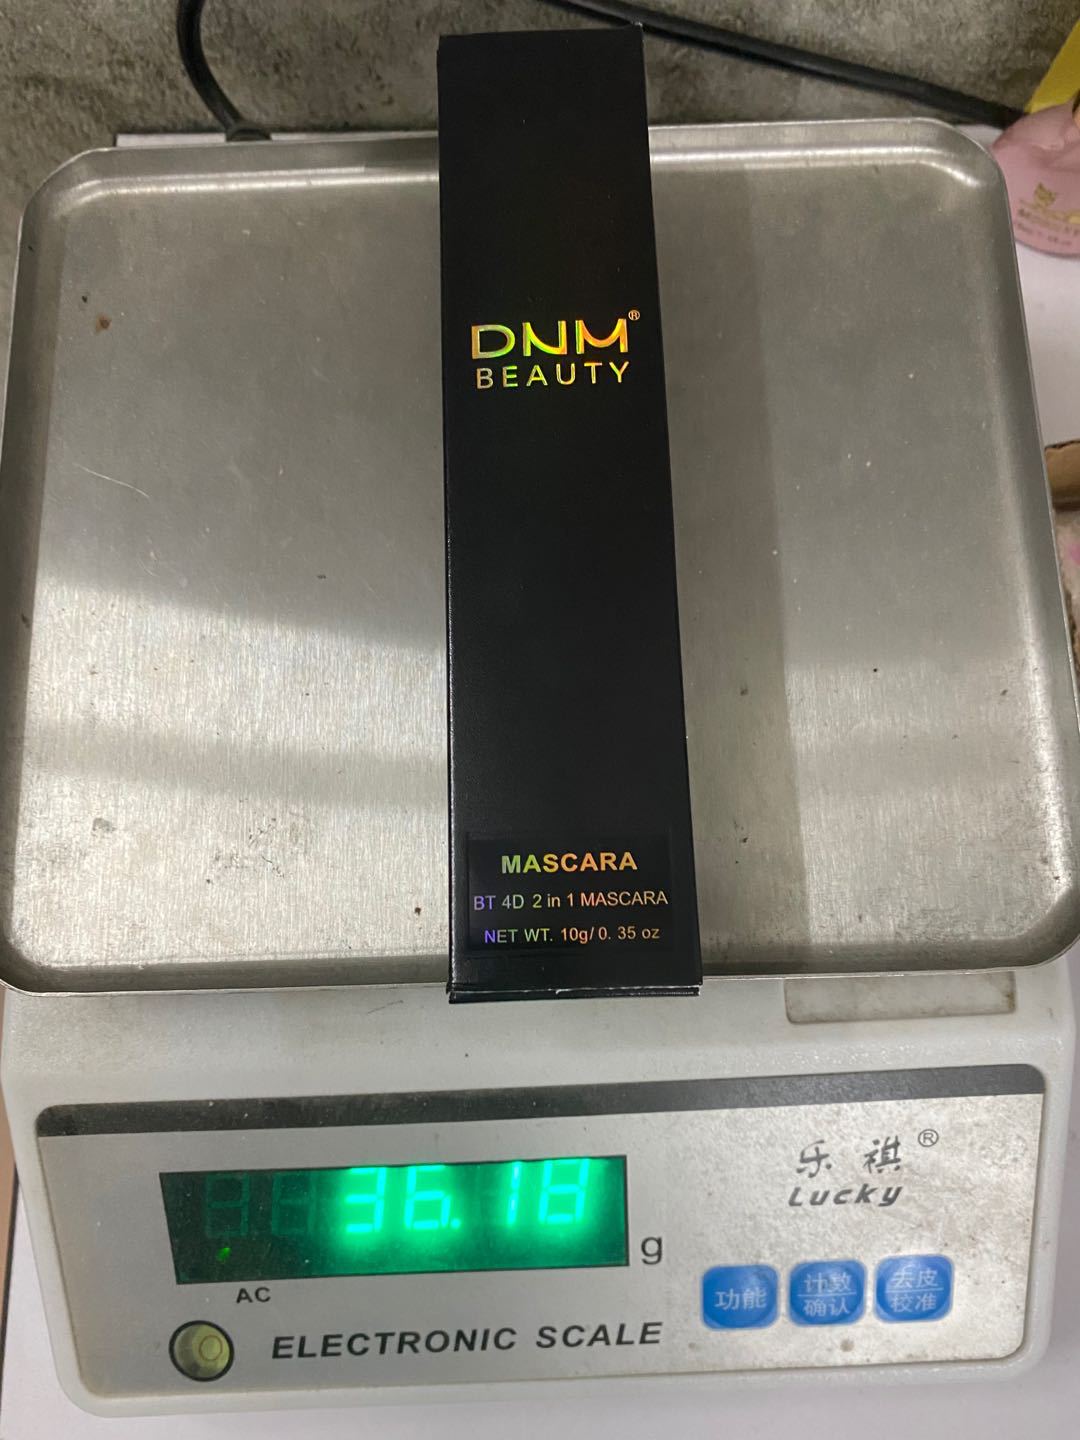 DNM®
BEAUTY
MASCARA
BT 4D 2 in 1 MASCARA
NET WT. 10g/0. 35 oz
乐祺®
Lucky
36.18
g
AC
功能
计数
确认
去皮
校准
ELECTRONIC SCALE